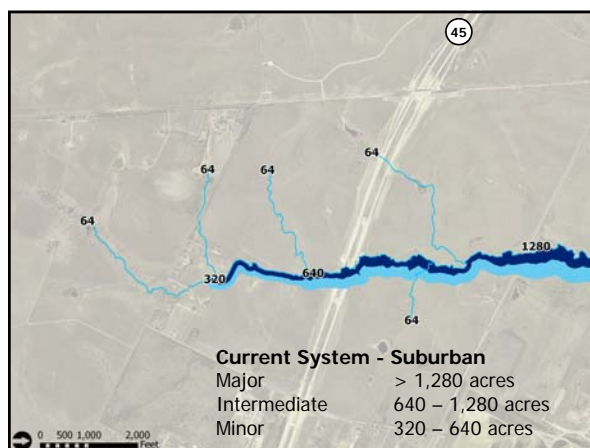 45
64
64
64
64
320
640
1280
64
Current System - Suburban
Major > 1,280 acres
Intermediate 640 – 1,280 acres
Minor 320 – 640 acres
0 500 1,000 2,000
Feet